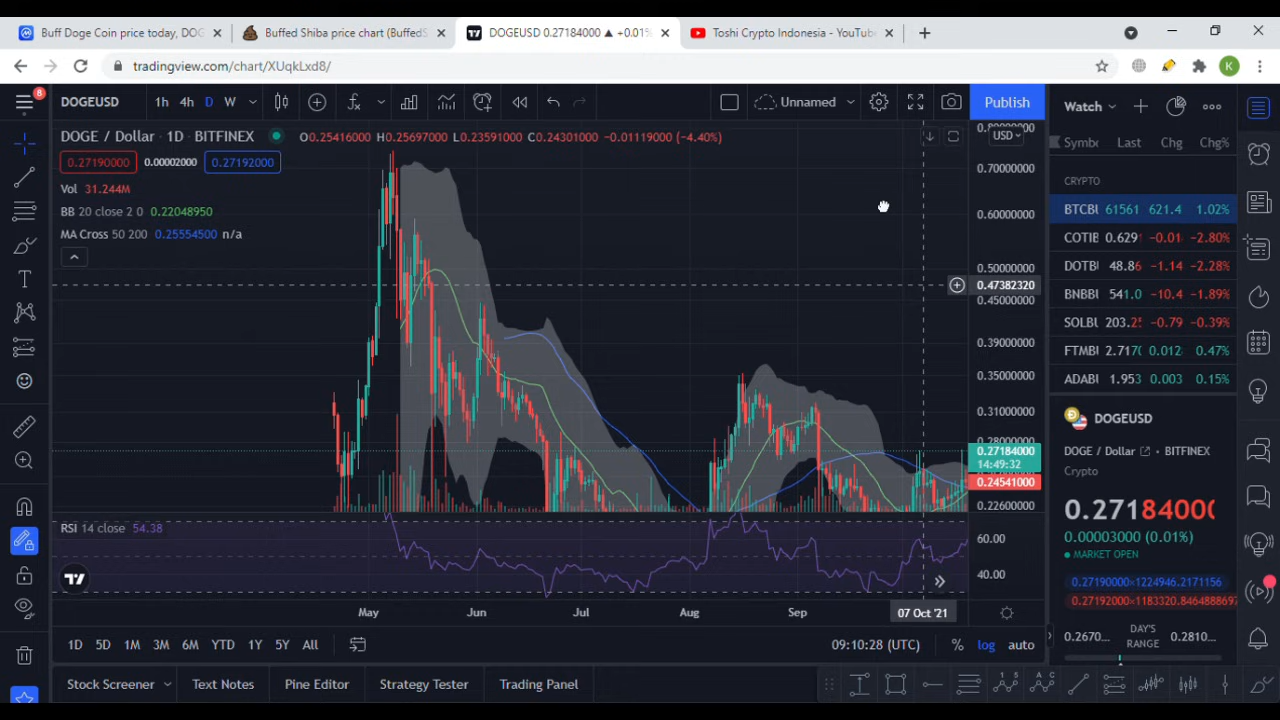 Buff Doge Coin price today, DOG
Buffed Shiba price chart (BuffedS
DOGEUSD 0.27184000 ▲ +0.01%
Toshi Crypto Indonesia - YouTube
tradingview.com/chart/XUqkLxd8/
K
8
DOGEUSD
1h 4h D W
Unnamed
Publish
Watch
DOGE / Dollar · 1D · BITFINEX
O0.25416000 H0.25697000 L0.23591000 C0.24301000 −0.01119000 (−4.40%)
0.27190000 0.00002000 0.27192000
Vol 31.244M
BB 20 close 2 0 0.22048950
MA Cross 50 200 0.25554500 n/a
USD
0.80000000
0.70000000
0.60000000
0.50000000
0.47382320
0.45000000
0.39000000
0.35000000
0.31000000
0.28000000
0.27184000
14:49:32
0.24541000
0.22600000
RSI 14 close 54.38
60.00
40.00
May Jun Jul Aug Sep 07 Oct '21
1D 5D 1M 3M 6M YTD 1Y 5Y All
09:10:28 (UTC)
% log auto
Stock Screener
Text Notes
Pine Editor
Strategy Tester
Trading Panel
Symbc Last Chg Chg%
CRYPTO
BTCBI 61561 621.4 1.02%
COTIB 0.629 -0.01 -2.80%
DOTBI 48.86 -1.14 -2.28%
BNBBI 541.0 -10.4 -1.89%
SOLBI 203.2 -0.79 -0.39%
FTMBI 2.717 0.012 0.47%
ADABI 1.953 0.003 0.15%
DOGEUSD
DOGE / Dollar · BITFINEX
Crypto
0.27184000
0.00003000 (0.01%)
MARKET OPEN
0.27190000×1224946.2171156
0.27192000×1183320.8464888697
0.2670... DAY'S RANGE 0.2810...